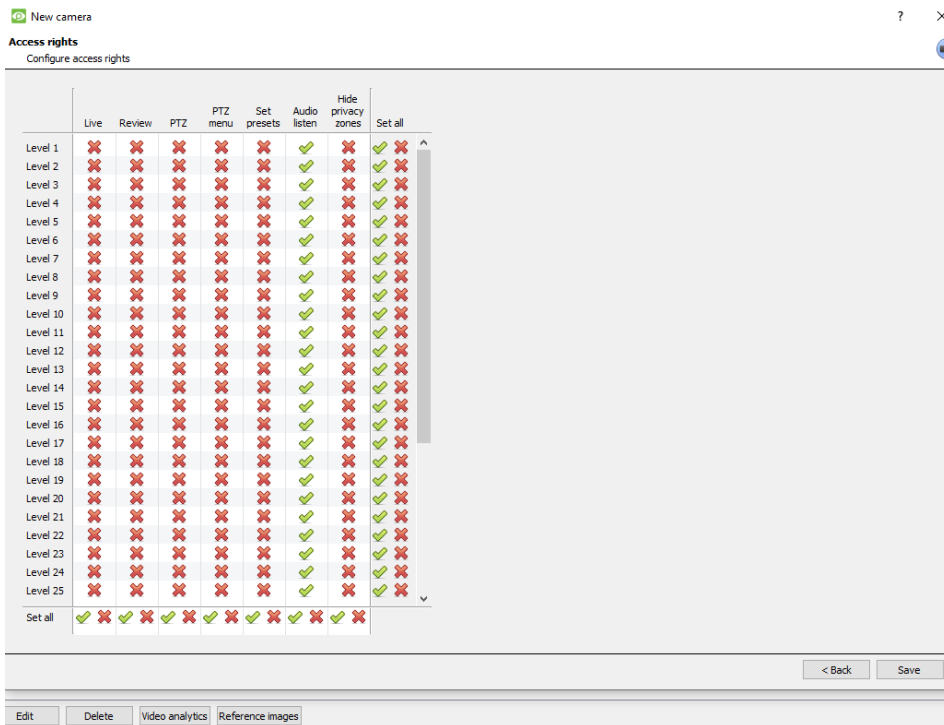 New camera
?
Access rights
Configure access rights
Live Review PTZ PTZ menu Set presets Audio listen Hide privacy zones Set all
Level 1
Level 2
Level 3
Level 4
Level 5
Level 6
Level 7
Level 8
Level 9
Level 10
Level 11
Level 12
Level 13
Level 14
Level 15
Level 16
Level 17
Level 18
Level 19
Level 20
Level 21
Level 22
Level 23
Level 24
Level 25
Set all
< Back Save
Edit Delete Video analytics Reference images